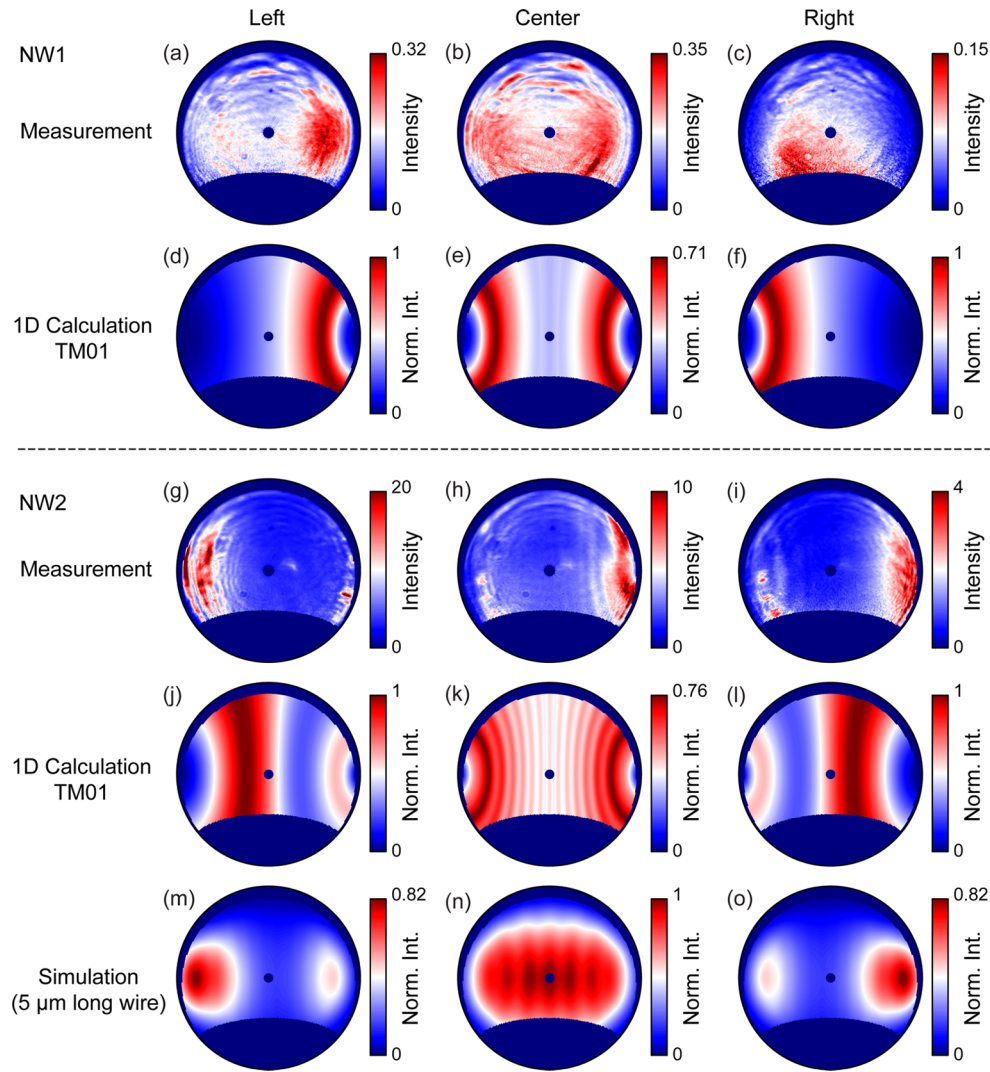 Left Center Right
NW1
(a) 0.32 (b) 0.35 (c) 0.15
Measurement
Intensity Intensity Intensity
0 0 0
(d) 1 (e) 0.71 (f) 1
1D Calculation
TM01
Norm. Int. Norm. Int. Norm. Int.
0 0 0
NW2
(g) 20 (h) 10 (i) 4
Measurement
Intensity Intensity Intensity
0 0 0
(j) 1 (k) 0.76 (l) 1
1D Calculation
TM01
Norm. Int. Norm. Int. Norm. Int.
0 0 0
(m) 0.82 (n) 1 (o) 0.82
Simulation
(5 µm long wire)
Norm. Int. Norm. Int. Norm. Int.
0 0 0